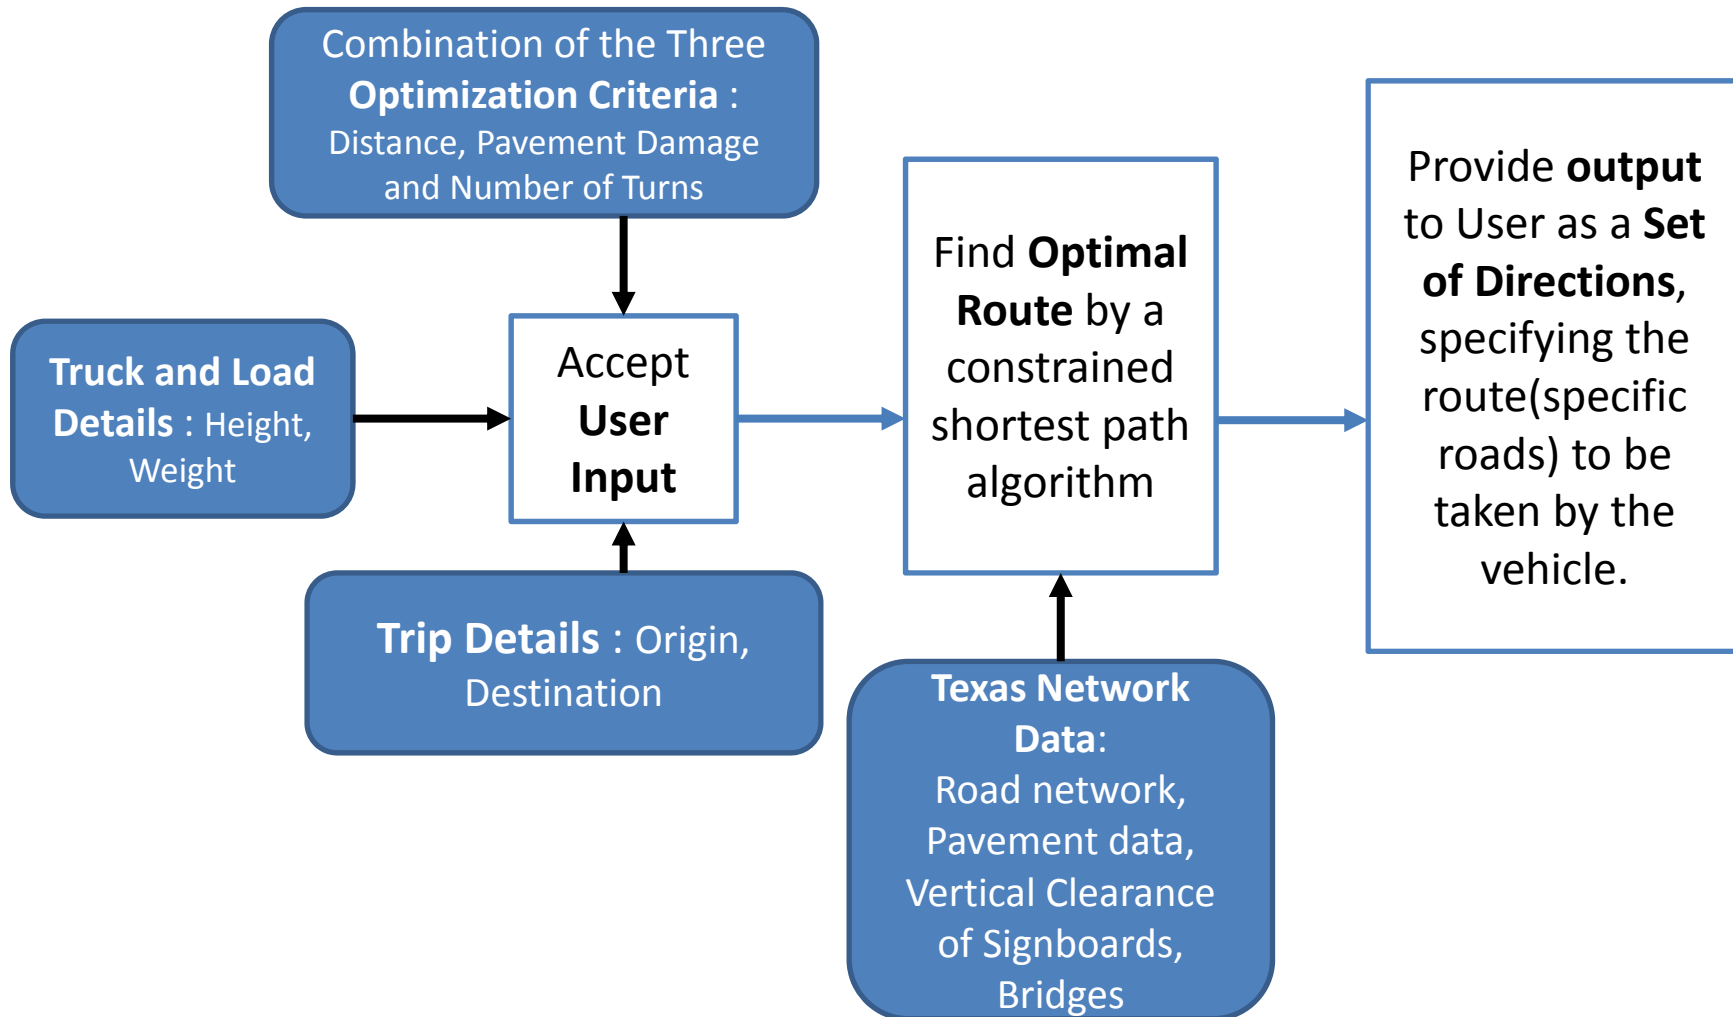 Combination of the Three
Optimization Criteria :
Distance, Pavement Damage
and Number of Turns
Truck and Load
Details : Height,
Weight
Accept
User
Input
Trip Details : Origin,
Destination
Find Optimal
Route by a
constrained
shortest path
algorithm
Texas Network
Data:
Road network,
Pavement data,
Vertical Clearance
of Signboards,
Bridges
Provide output
to User as a Set
of Directions,
specifying the
route(specific
roads) to be
taken by the
vehicle.